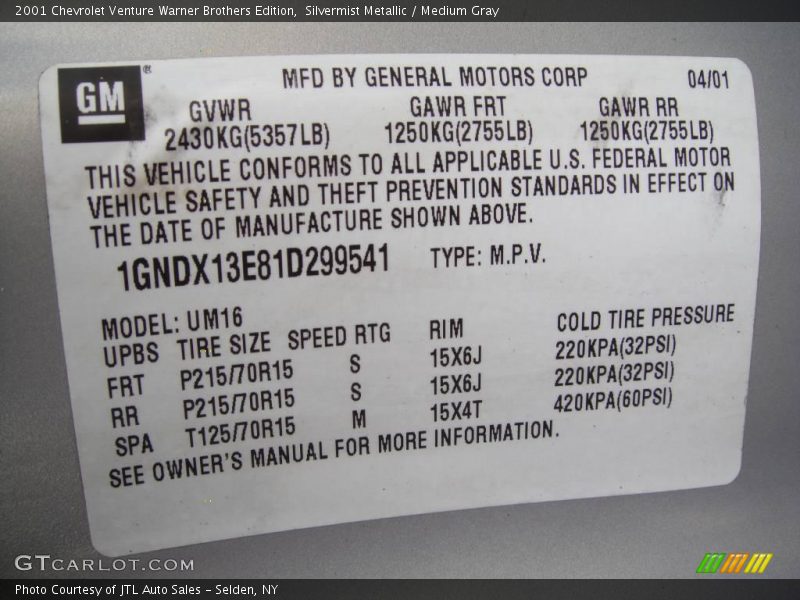 2001 Chevrolet Venture Warner Brothers Edition, Silvermist Metallic / Medium Gray
GM® MFD BY GENERAL MOTORS CORP 04/01
GVWR GAWR FRT GAWR RR
2430KG(5357LB) 1250KG(2755LB) 1250KG(2755LB)
THIS VEHICLE CONFORMS TO ALL APPLICABLE U.S. FEDERAL MOTOR
VEHICLE SAFETY AND THEFT PREVENTION STANDARDS IN EFFECT ON
THE DATE OF MANUFACTURE SHOWN ABOVE.
1GNDX13E81D299541 TYPE: M.P.V.
MODEL: UM16
UPBS TIRE SIZE SPEED RTG RIM COLD TIRE PRESSURE
FRT P215/70R15 S 15X6J 220KPA(32PSI)
RR P215/70R15 S 15X6J 220KPA(32PSI)
SPA T125/70R15 M 15X4T 420KPA(60PSI)
SEE OWNER'S MANUAL FOR MORE INFORMATION.
GTCARLOT.COM
Photo Courtesy of JTL Auto Sales - Selden, NY